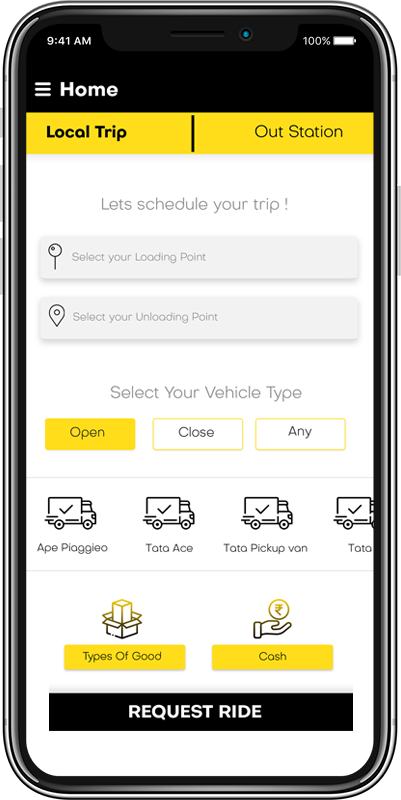 9:41 AM 100%
Home
Local Trip Out Station
Lets schedule your trip !
Select your Loading Point
Select your Unloading Point
Select Your Vehicle Type
Open Close Any
Ape Piaggieo Tata Ace Tata Pickup van Tata
₹
Types Of Good Cash
REQUEST RIDE